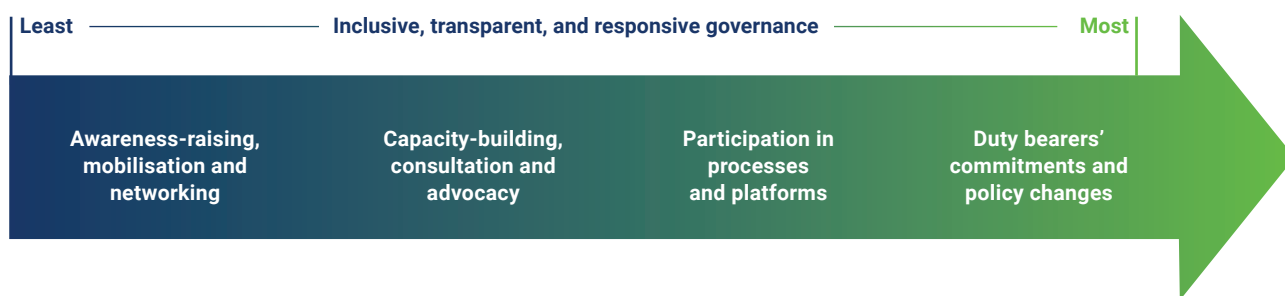 Least Inclusive, transparent, and responsive governance Most
Awareness-raising,
mobilisation and
networking
Capacity-building,
consultation and
advocacy
Participation in
processes
and platforms
Duty bearers’
commitments and
policy changes